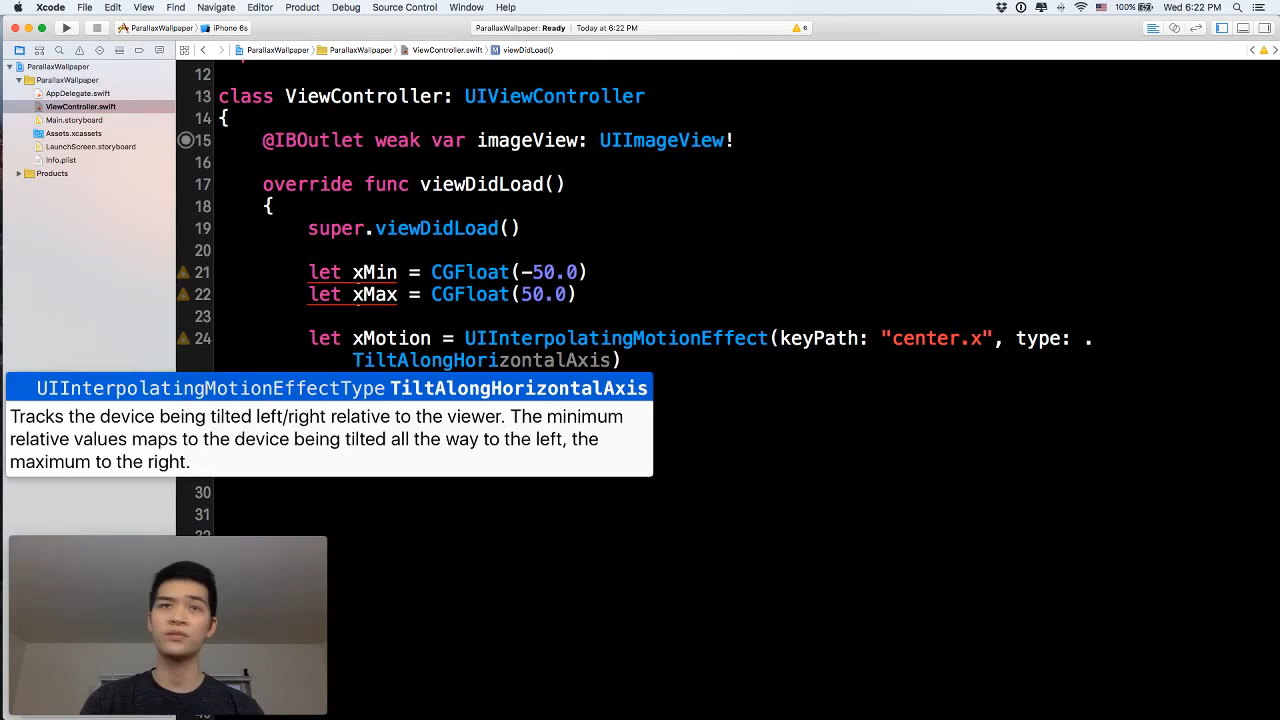 Xcode File Edit View Find Navigate Editor Product Debug Source Control Window Help 100% Wed 6:22 PM
ParallaxWallpaper iPhone 6s ParallaxWallpaper: Ready Today at 6:22 PM 6
ParallaxWallpaper ParallaxWallpaper ViewController.swift M viewDidLoad()
ParallaxWallpaper
ParallaxWallpaper
AppDelegate.swift
ViewController.swift
Main.storyboard
Assets.xcassets
LaunchScreen.storyboard
Info.plist
Products
12
13 class ViewController: UIViewController
14 {
15 @IBOutlet weak var imageView: UIImageView!
16
17 override func viewDidLoad()
18 {
19 super.viewDidLoad()
20
21 let xMin = CGFloat(-50.0)
22 let xMax = CGFloat(50.0)
23
24 let xMotion = UIInterpolatingMotionEffect(keyPath: "center.x", type: .
TiltAlongHorizontalAxis)
UIInterpolatingMotionEffectType TiltAlongHorizontalAxis
Tracks the device being tilted left/right relative to the viewer. The minimum
relative values maps to the device being tilted all the way to the left, the
maximum to the right.
30
31